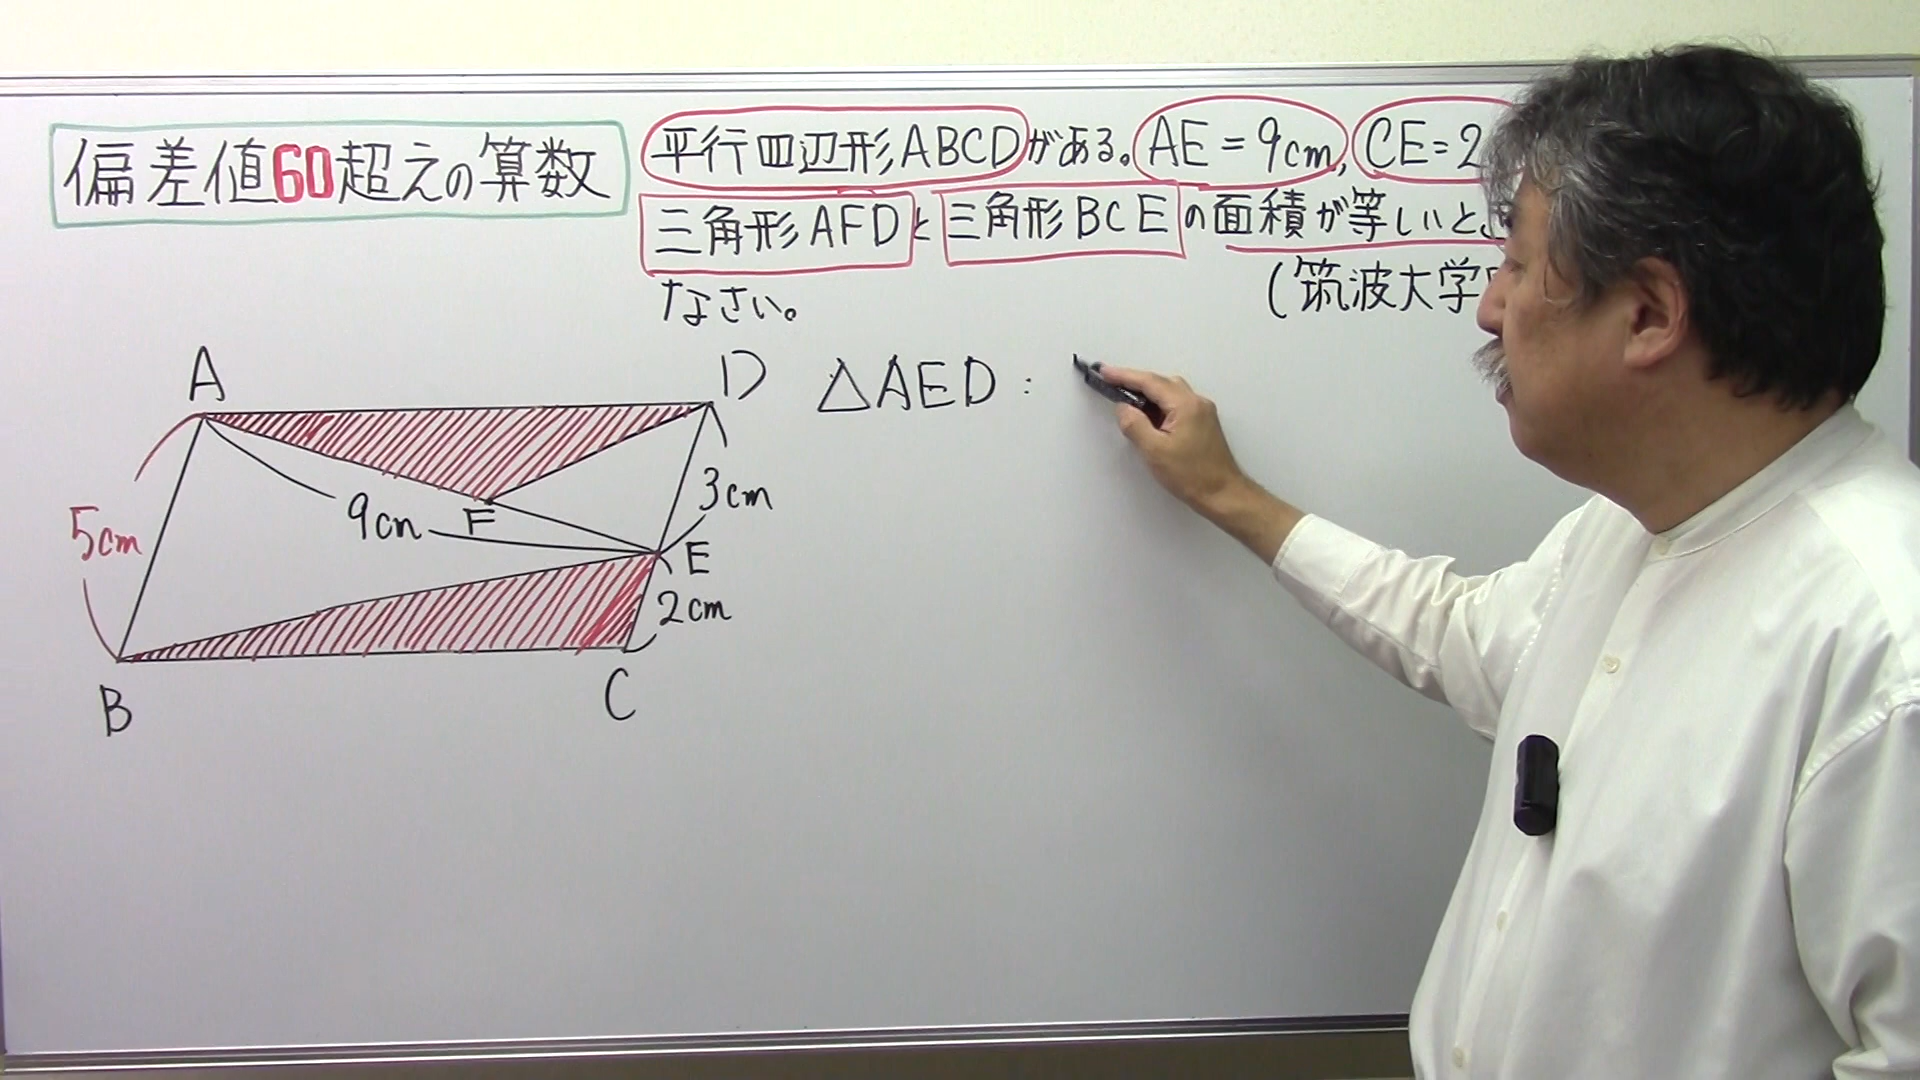 偏差値60超えの算数
平行四辺形ABCDがある。AE=9cm, CE=2
三角形AFDと三角形BCEの面積が等しいと
なさい。
(筑波大学
A
D
△AED:
5cm
9cm
F
3cm
E
2cm
B
C